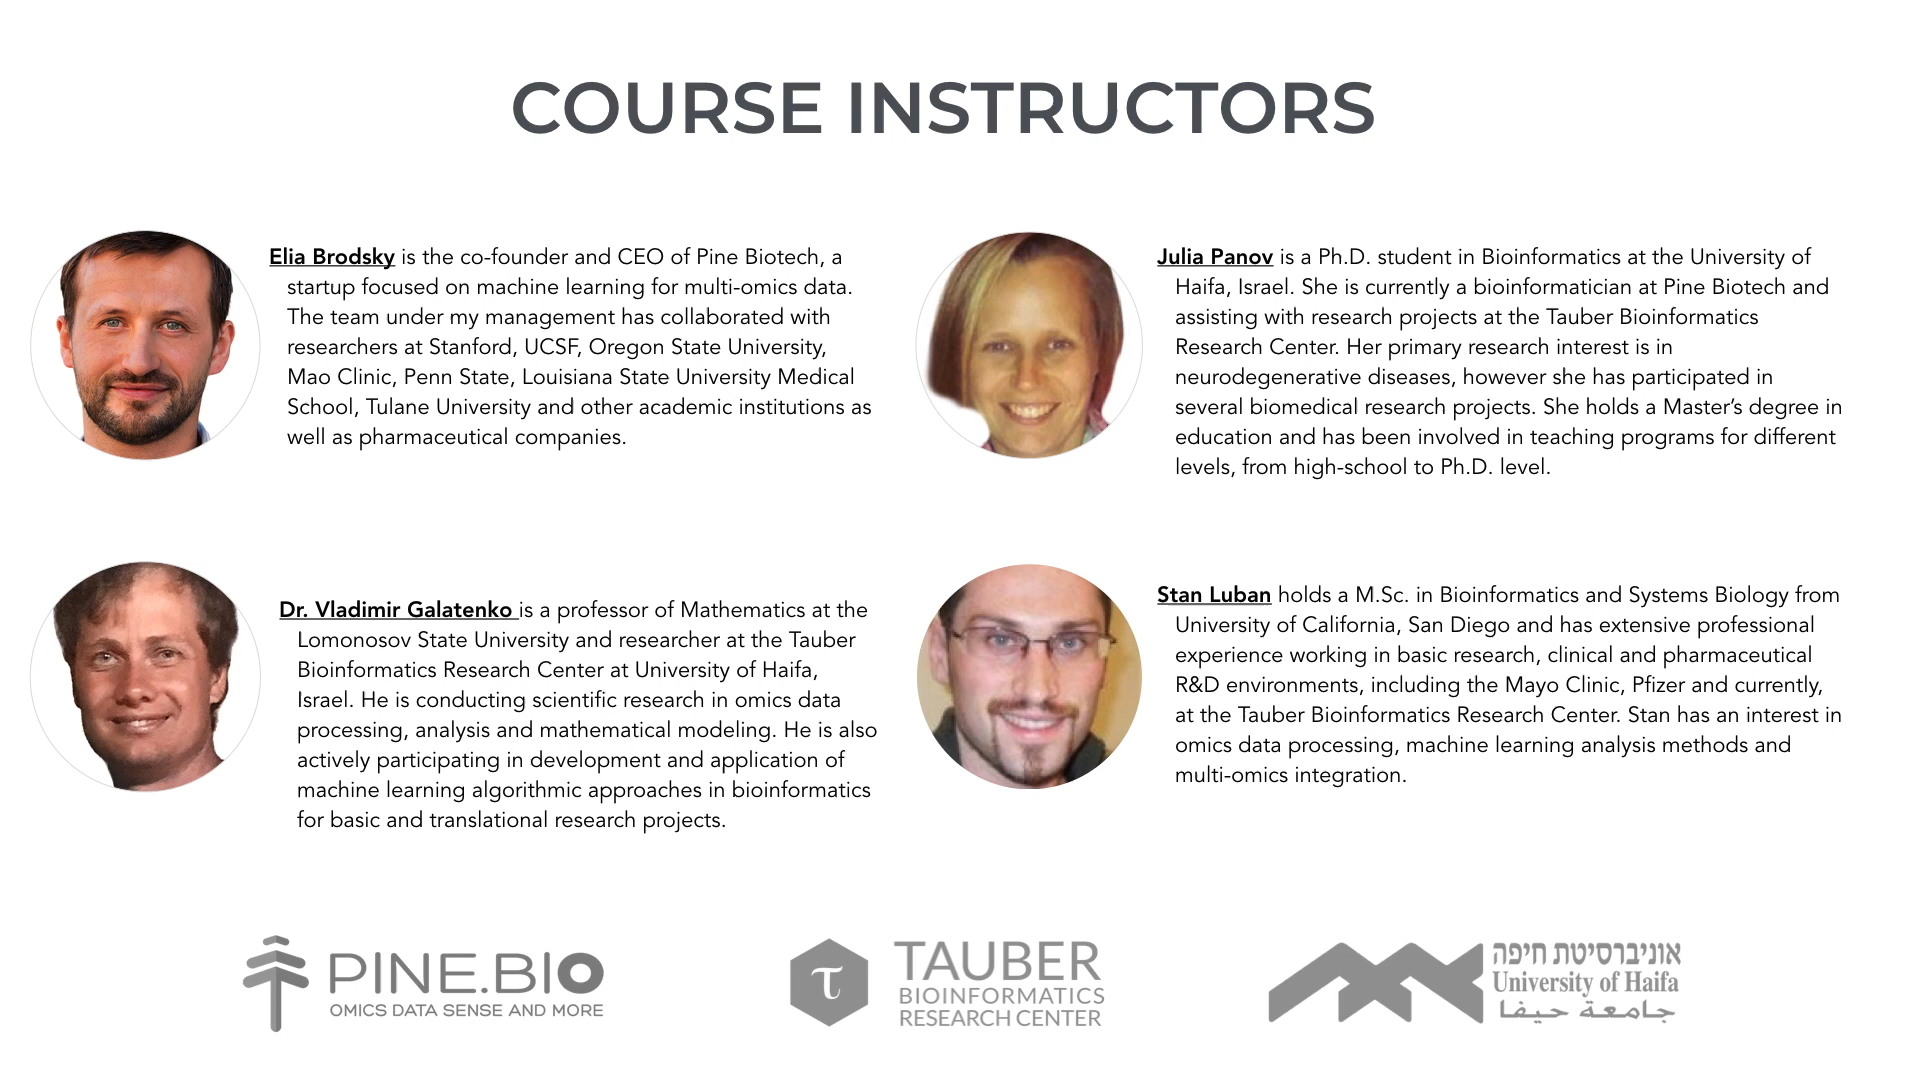 COURSE INSTRUCTORS
Elia Brodsky is the co-founder and CEO of Pine Biotech, a
startup focused on machine learning for multi-omics data.
The team under my management has collaborated with
researchers at Stanford, UCSF, Oregon State University,
Mao Clinic, Penn State, Louisiana State University Medical
School, Tulane University and other academic institutions as
well as pharmaceutical companies.
Julia Panov is a Ph.D. student in Bioinformatics at the University of
Haifa, Israel. She is currently a bioinformatician at Pine Biotech and
assisting with research projects at the Tauber Bioinformatics
Research Center. Her primary research interest is in
neurodegenerative diseases, however she has participated in
several biomedical research projects. She holds a Master’s degree in
education and has been involved in teaching programs for different
levels, from high-school to Ph.D. level.
Dr. Vladimir Galatenko is a professor of Mathematics at the
Lomonosov State University and researcher at the Tauber
Bioinformatics Research Center at University of Haifa,
Israel. He is conducting scientific research in omics data
processing, analysis and mathematical modeling. He is also
actively participating in development and application of
machine learning algorithmic approaches in bioinformatics
for basic and translational research projects.
Stan Luban holds a M.Sc. in Bioinformatics and Systems Biology from
University of California, San Diego and has extensive professional
experience working in basic research, clinical and pharmaceutical
R&D environments, including the Mayo Clinic, Pfizer and currently,
at the Tauber Bioinformatics Research Center. Stan has an interest in
omics data processing, machine learning analysis methods and
multi-omics integration.
PINE.BIO
OMICS DATA SENSE AND MORE
τ
TAUBER
BIOINFORMATICS
RESEARCH CENTER
אוניברסיטת חיפה
University of Haifa
جامعة حيفا